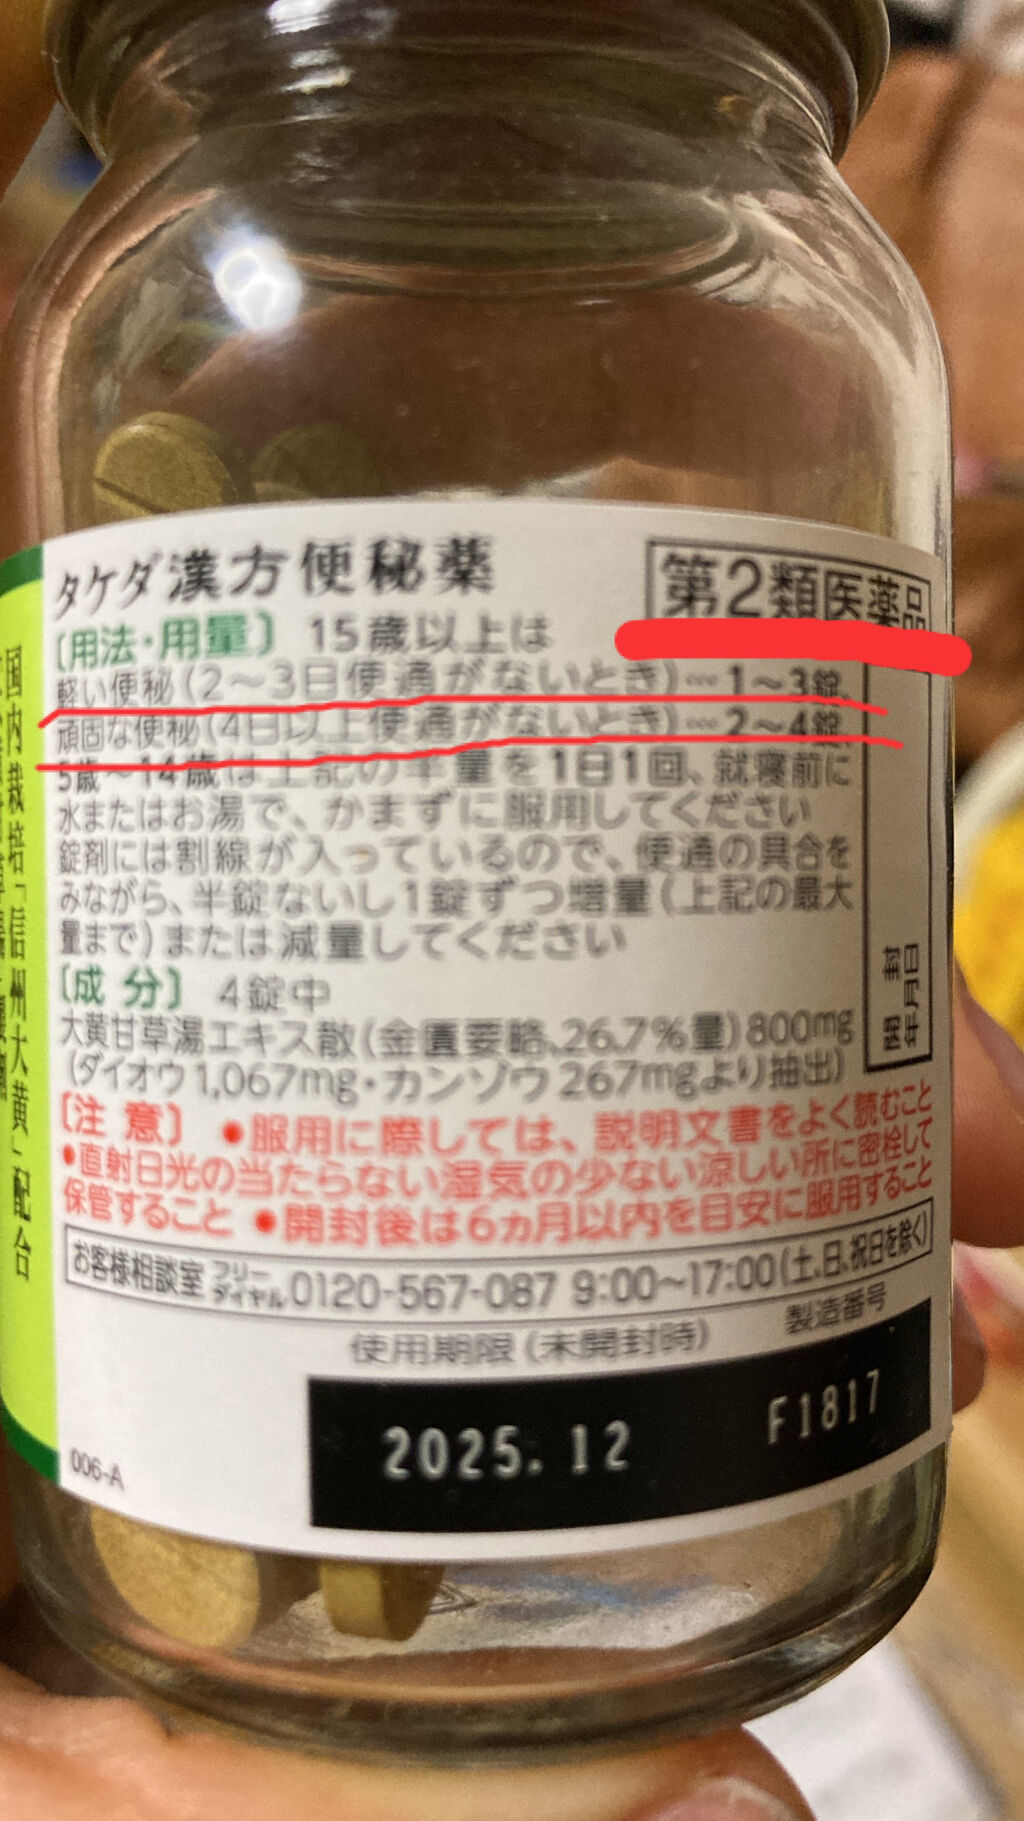 タケダ漢方便秘薬
第2類医薬品
〔用法・用量〕 15歳以上は
軽い便秘(2〜3日便通がないとき)…1〜3錠、
頑固な便秘(4日以上便通がないとき)…2〜4錠、
5歳〜14歳は上記の半量を1日1回、就寝前に
水またはお湯で、かまずに服用してください
錠剤には割線が入っているので、便通の具合を
みながら、半錠ないし1錠ずつ増量(上記の最大
量まで)または減量してください
〔成分〕 4錠中
大黄甘草湯エキス散(金匱要略、26.7%量)800mg
(ダイオウ1,067mg・カンゾウ267mgより抽出)
〔注意〕 ●服用に際しては、説明文書をよく読むこと
●直射日光の当たらない湿気の少ない涼しい所に密栓して
保管すること ●開封後は6ヵ月以内を目安に服用すること
お客様相談室 フリーダイヤル 0120-567-087 9:00〜17:00(土、日、祝日を除く)
使用期限(未開封時) 製造番号
2025.12 F1817
006-A
開封
年月日
国内栽培「信州大黄」配合